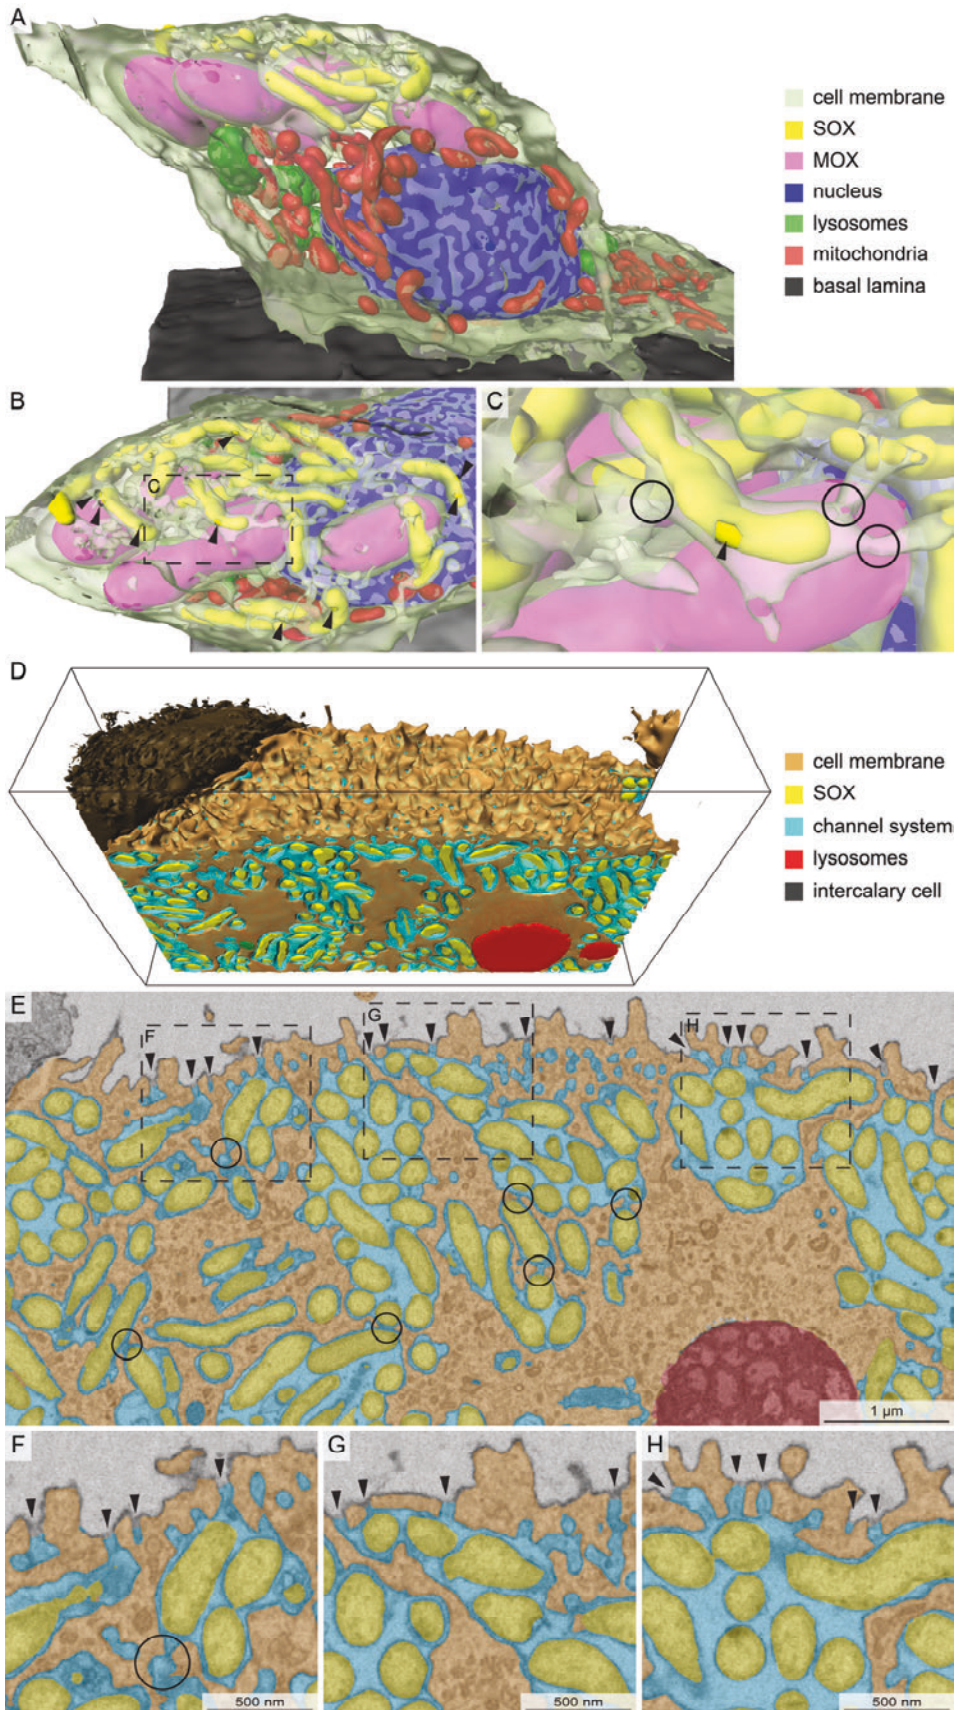 A
cell membrane
SOX
MOX
nucleus
lysosomes
mitochondria
basal lamina
B
C
C
D
cell membrane
SOX
channel system
lysosomes
intercalary cell
E
F
G
H
1 µm
F
G
H
500 nm
500 nm
500 nm